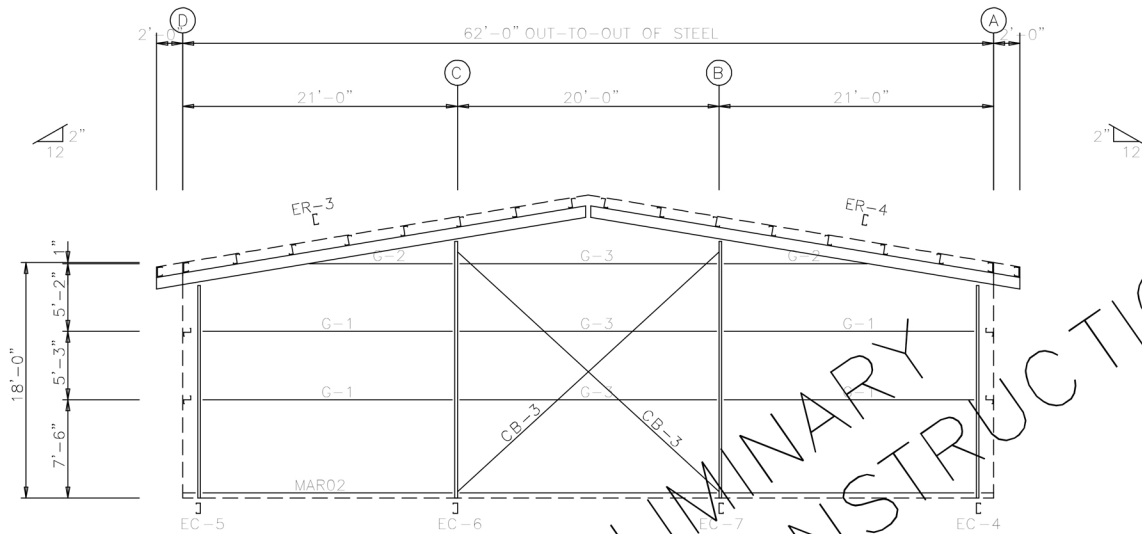 D A
2'-0" 62'-0" OUT-TO-OUT OF STEEL 2'-0"
C B
21'-0" 20'-0" 21'-0"
2" 2"
12 12
ER-3 ER-4
1"
G-2 G-3 G-2
5'-2"
G-1 G-3 G-1
5'-3"
18'-0"
G-1 G-3 G-1
CB-3 CB-3
7'-6"
MAR02
EC-5 EC-6 EC-7 EC-4